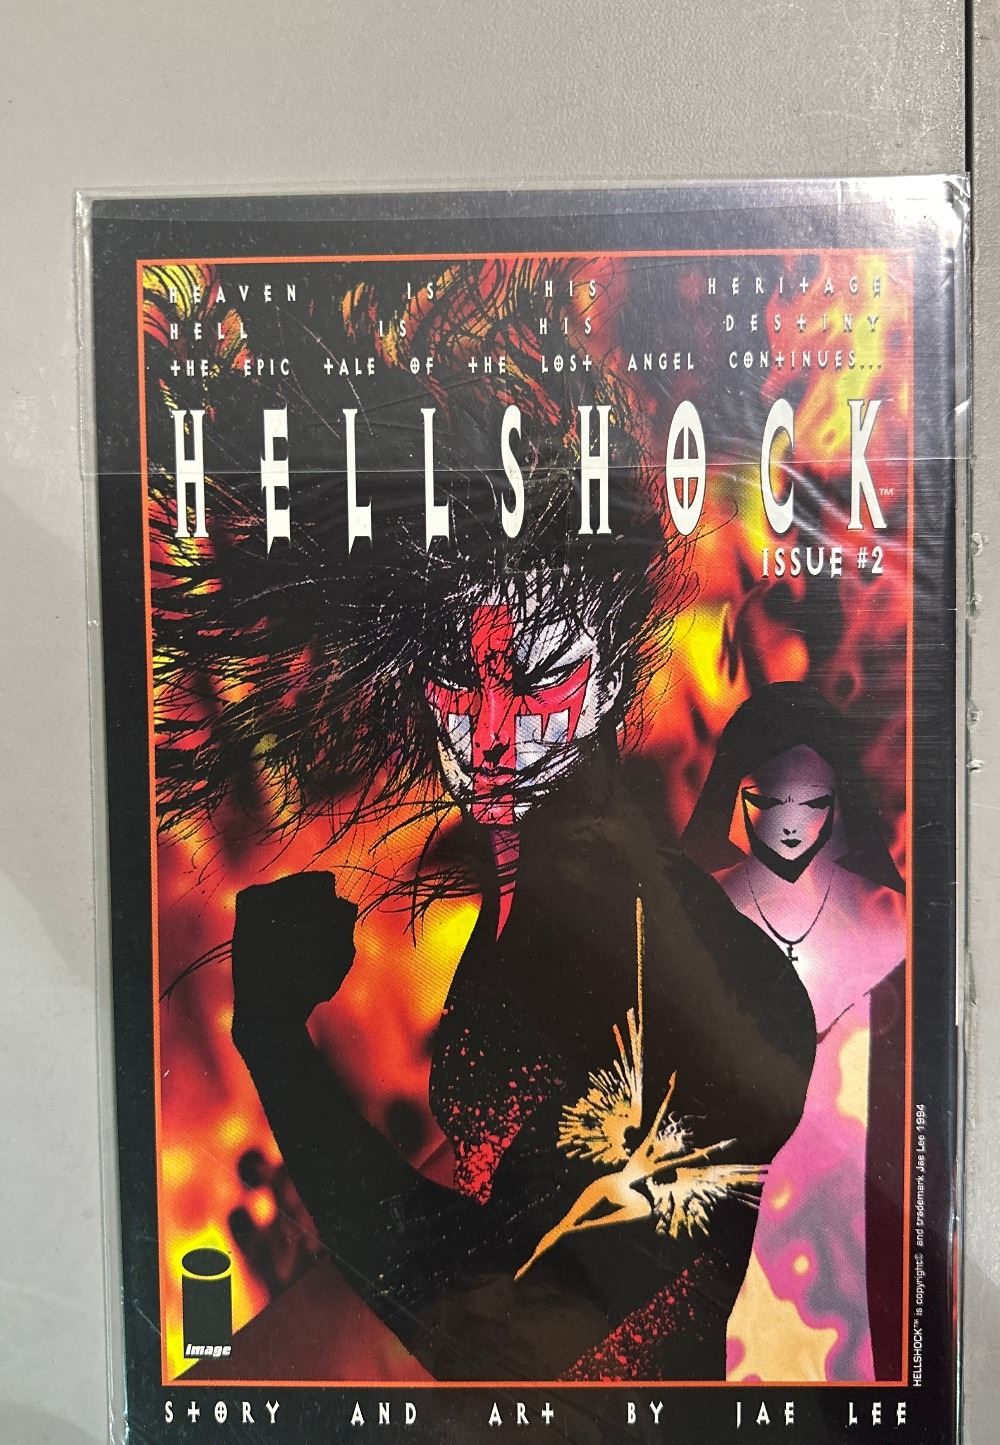 HEAVEN IS HIS HERITAGE
HELL IS HIS DESTINY
THE EPIC TALE OF THE LOST ANGEL CONTINUES...
HELLSHOCK™
ISSUE #2
HELLSHOCK™ is copyright© and trademark Jae Lee 1994
image
STORY AND ART BY JAE LEE